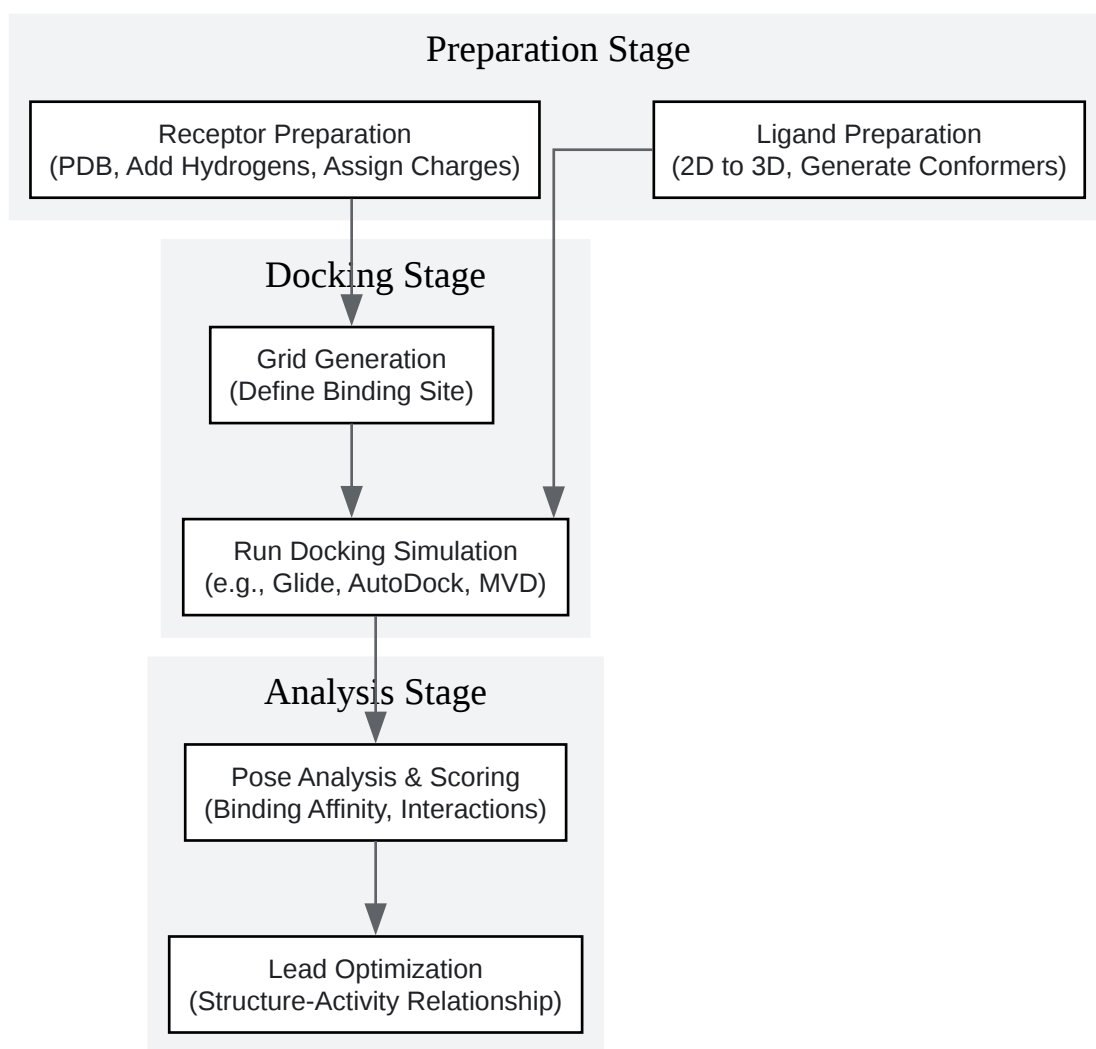 Preparation Stage
Receptor Preparation
(PDB, Add Hydrogens, Assign Charges)
Ligand Preparation
(2D to 3D, Generate Conformers)
Docking Stage
Grid Generation
(Define Binding Site)
Run Docking Simulation
(e.g., Glide, AutoDock, MVD)
Analysis Stage
Pose Analysis & Scoring
(Binding Affinity, Interactions)
Lead Optimization
(Structure-Activity Relationship)